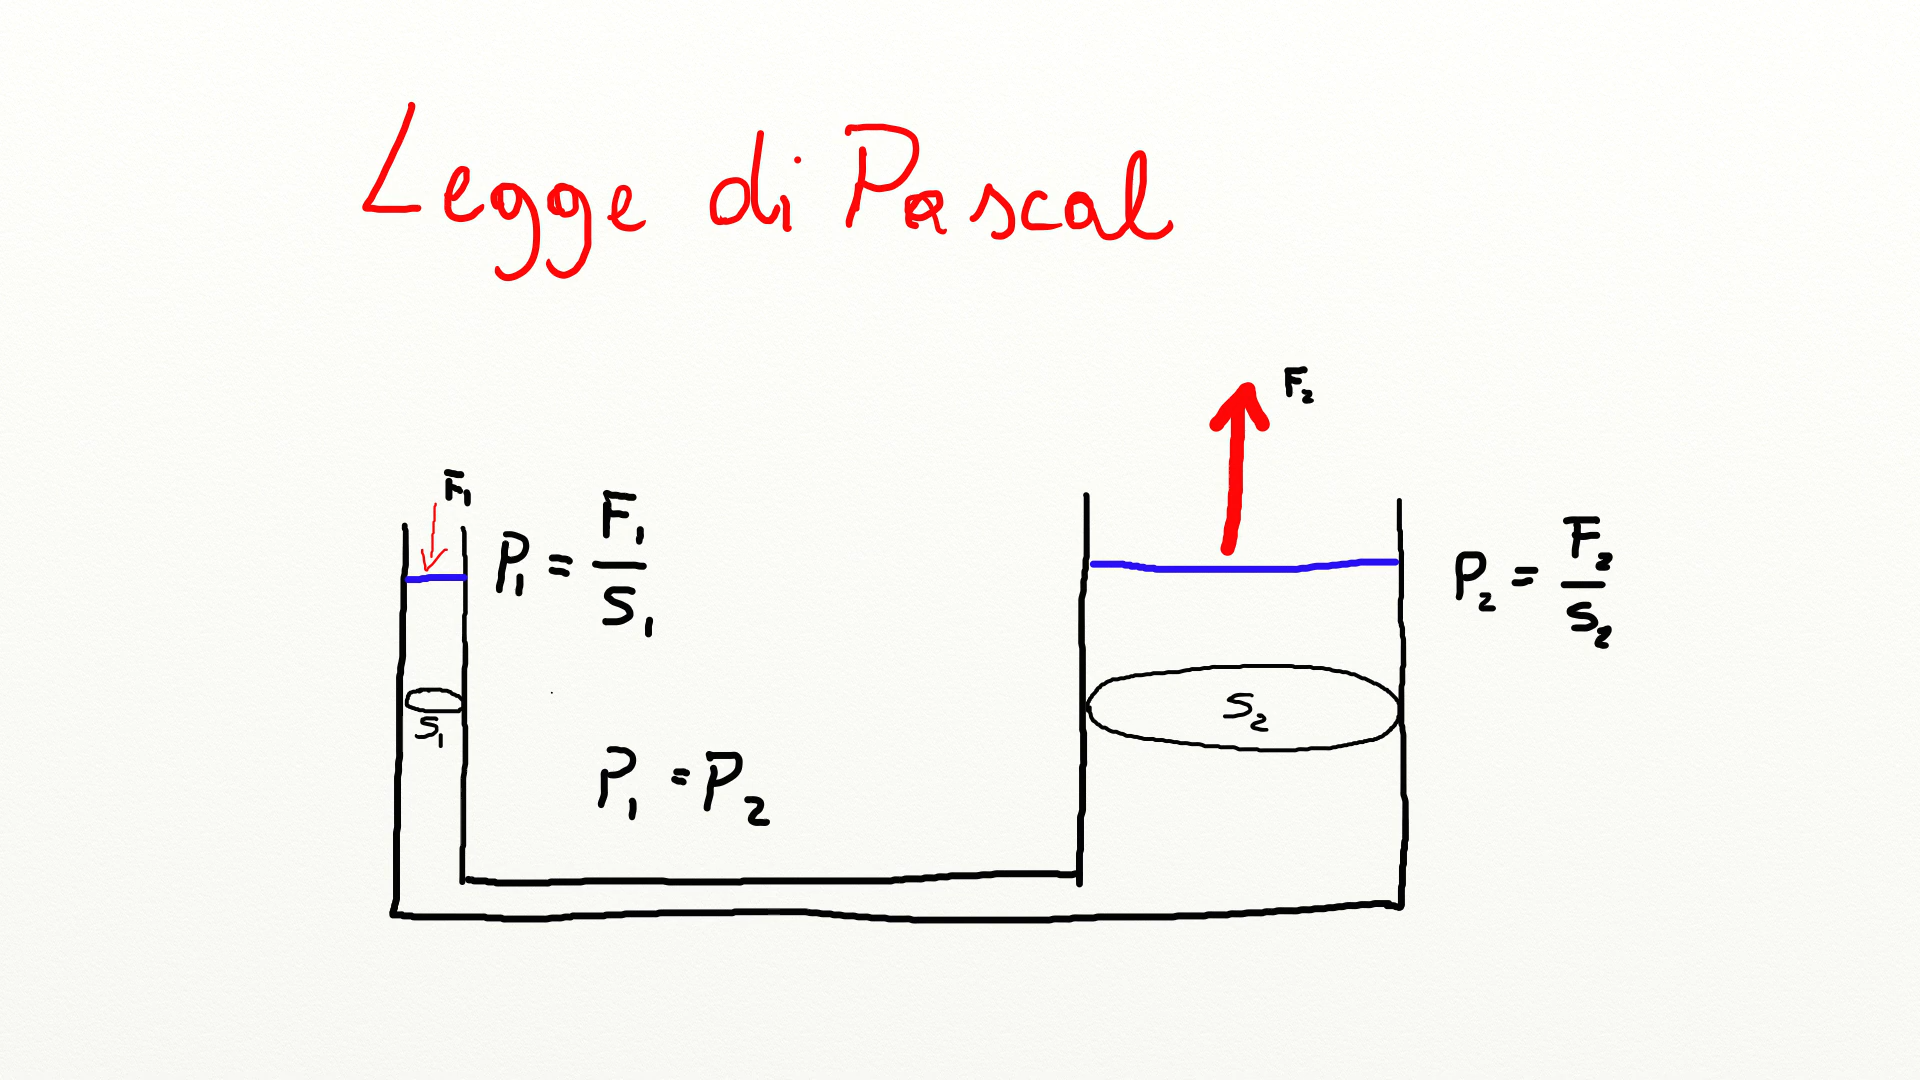 Legge di Pascal
F₂
F₁
P₁ = F₁/S₁
P₂ = F₂/S₂
S₁
S₂
P₁ = P₂